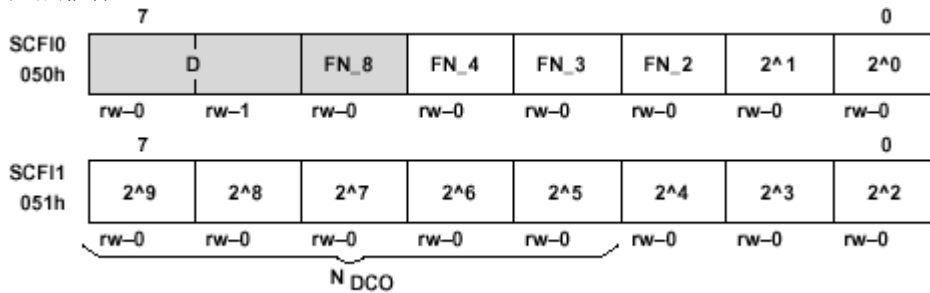 7 0
SCFI0
050h
D FN_8 FN_4 FN_3 FN_2 2^1 2^0
rw–0 rw–1 rw–0 rw–0 rw–0 rw–0 rw–0 rw–0
7 0
SCFI1
051h
2^9 2^8 2^7 2^6 2^5 2^4 2^3 2^2
rw–0 rw–0 rw–0 rw–0 rw–0 rw–0 rw–0 rw–0
N DCO